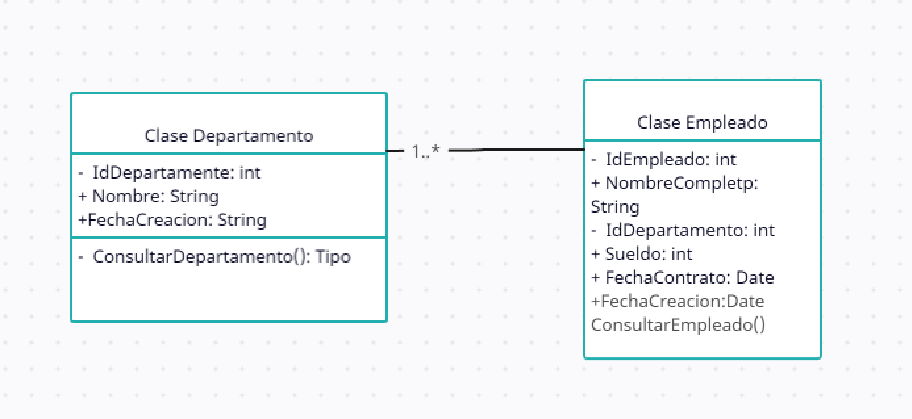 Clase Departamento
- IdDepartamente: int
+ Nombre: String
+FechaCreacion: String
- ConsultarDepartamento(): Tipo
1..*
Clase Empleado
- IdEmpleado: int
+ NombreCompletp:
String
- IdDepartamento: int
+ Sueldo: int
+ FechaContrato: Date
+FechaCreacion:Date
ConsultarEmpleado()